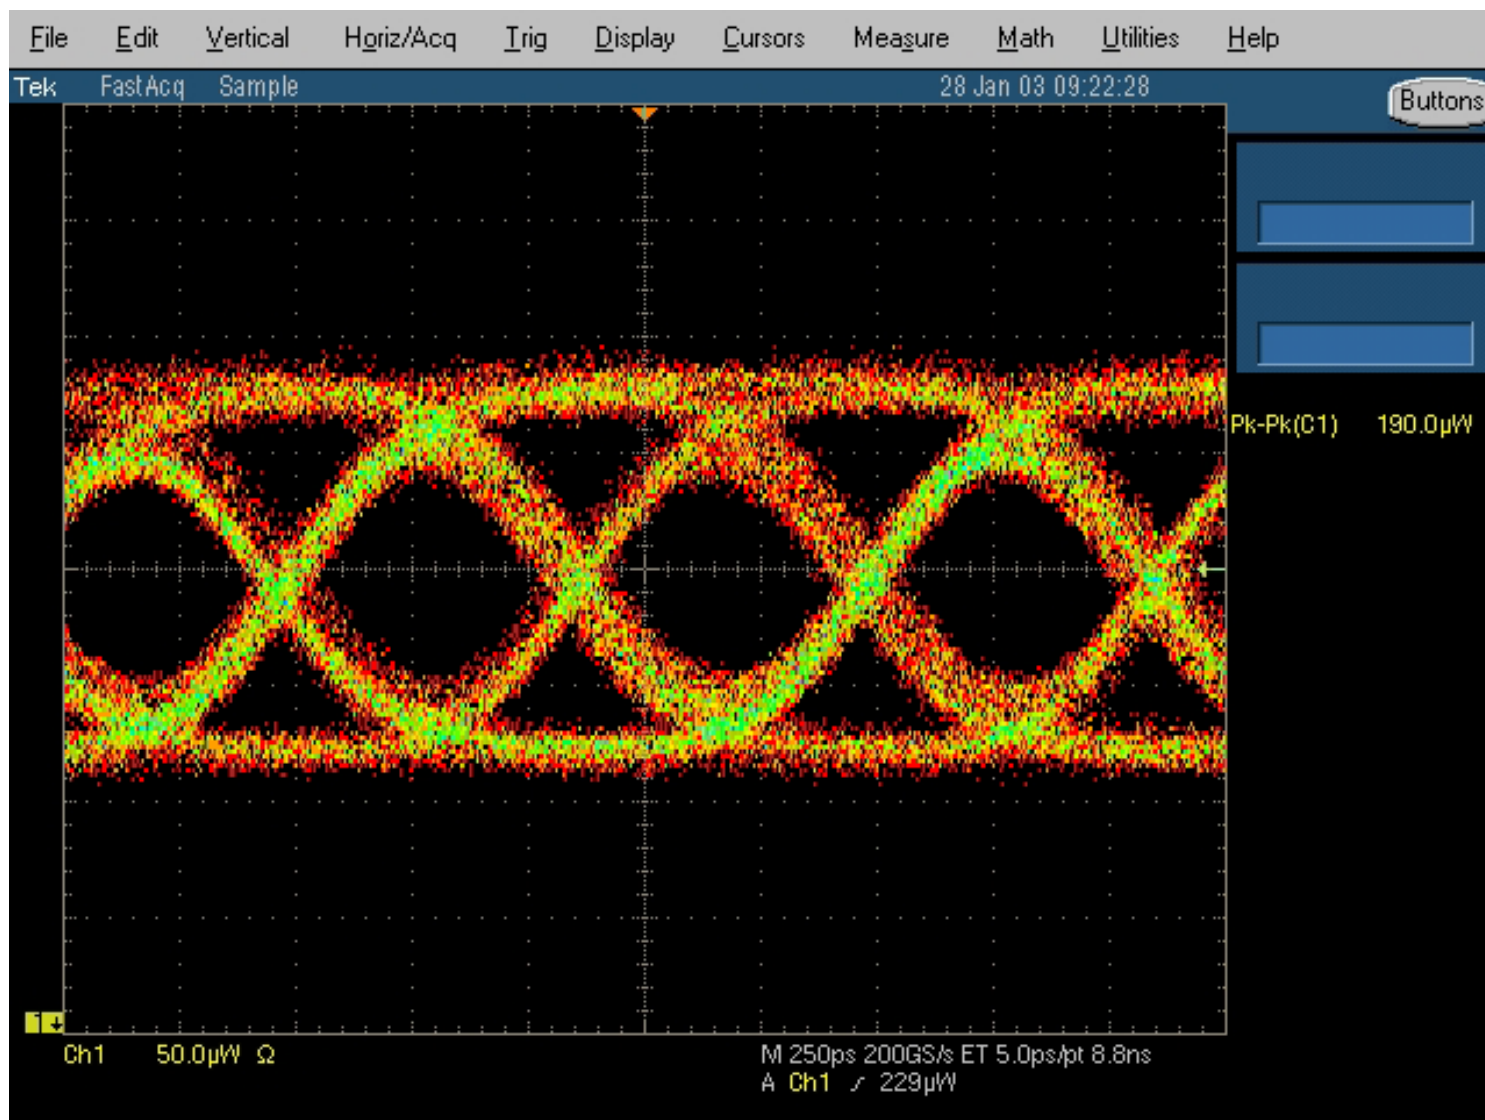 File Edit Vertical Horiz/Acq Trig Display Cursors Measure Math Utilities Help
Tek FastAcq Sample 28 Jan 03 09:22:28 Buttons
Pk-Pk(C1) 190.0µW
1
Ch1 50.0µW Ω M 250ps 200GS/s ET 5.0ps/pt 8.8ns
A Ch1 229µW